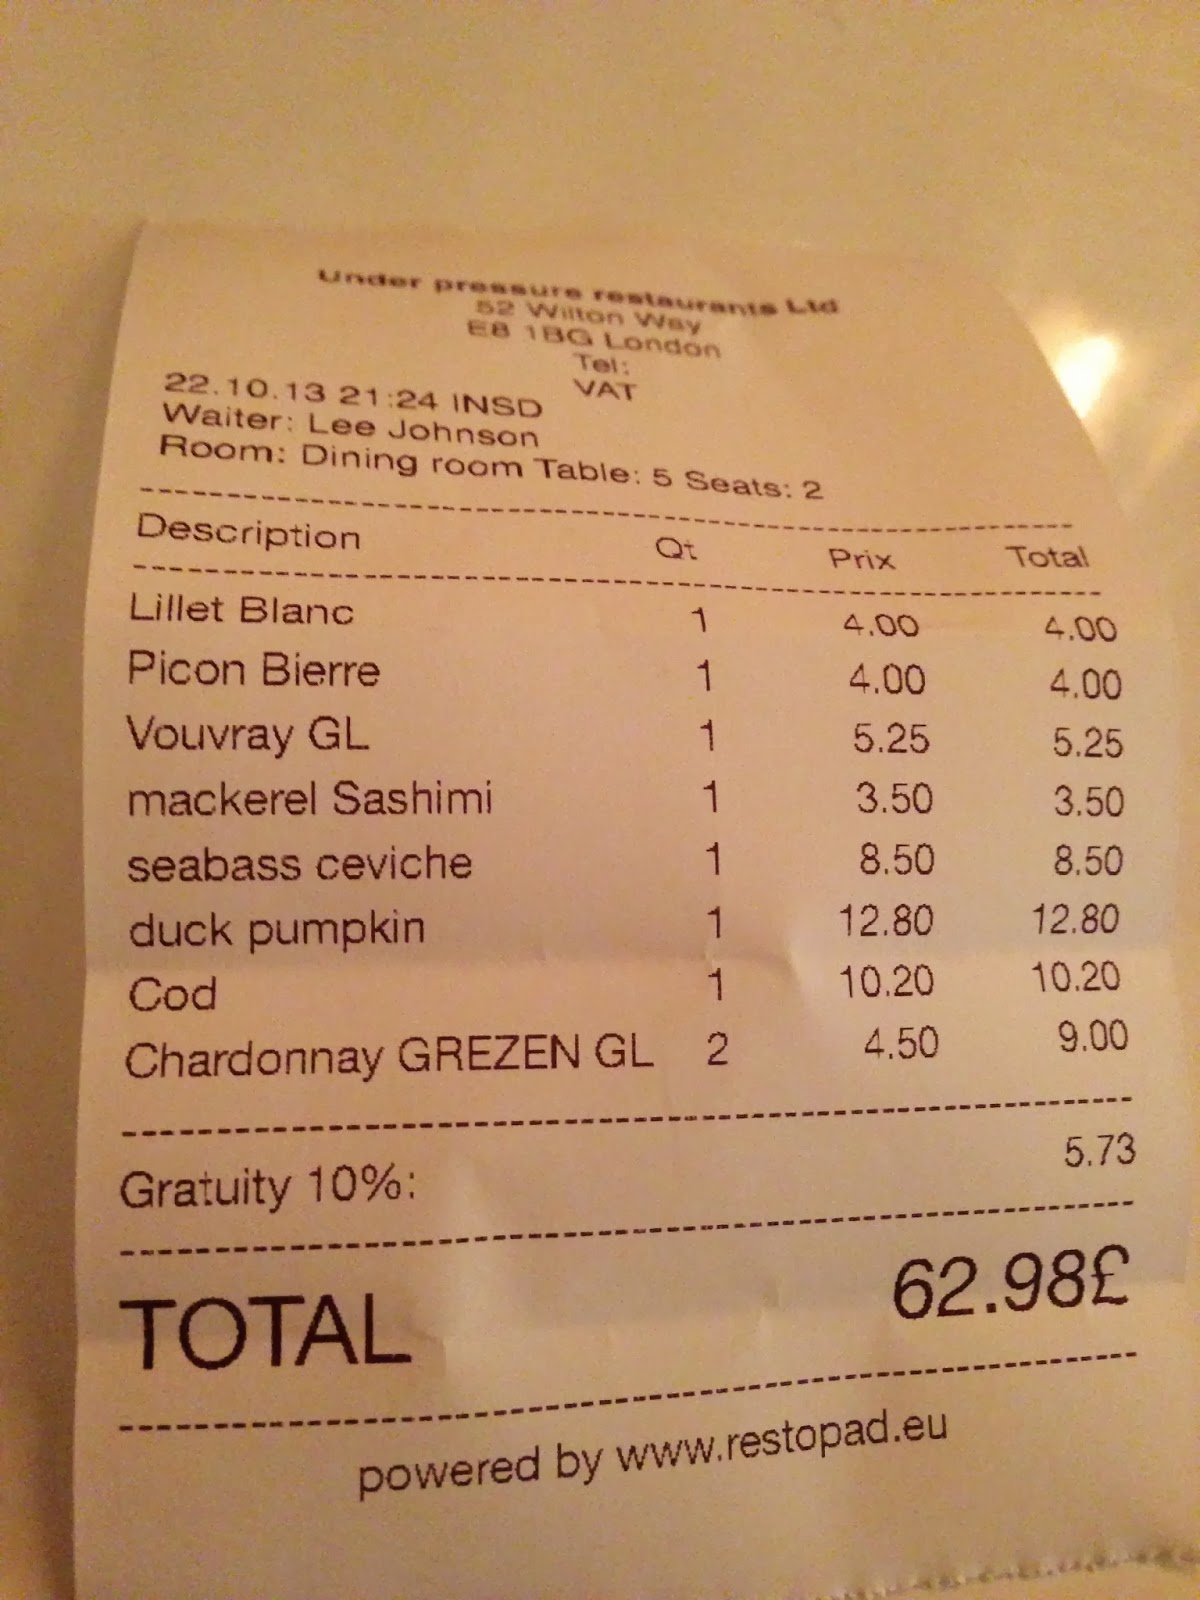 Under pressure restaurants Ltd
52 Wilton Way
E8 1BG London
Tel:
VAT
22.10.13 21:24 INSD
Waiter: Lee Johnson
Room: Dining room Table: 5 Seats: 2
Description Qt Prix Total
Lillet Blanc 1 4.00 4.00
Picon Bierre 1 4.00 4.00
Vouvray GL 1 5.25 5.25
mackerel Sashimi 1 3.50 3.50
seabass ceviche 1 8.50 8.50
duck pumpkin 1 12.80 12.80
Cod 1 10.20 10.20
Chardonnay GREZEN GL 2 4.50 9.00
Gratuity 10%: 5.73
TOTAL 62.98£
powered by www.restopad.eu